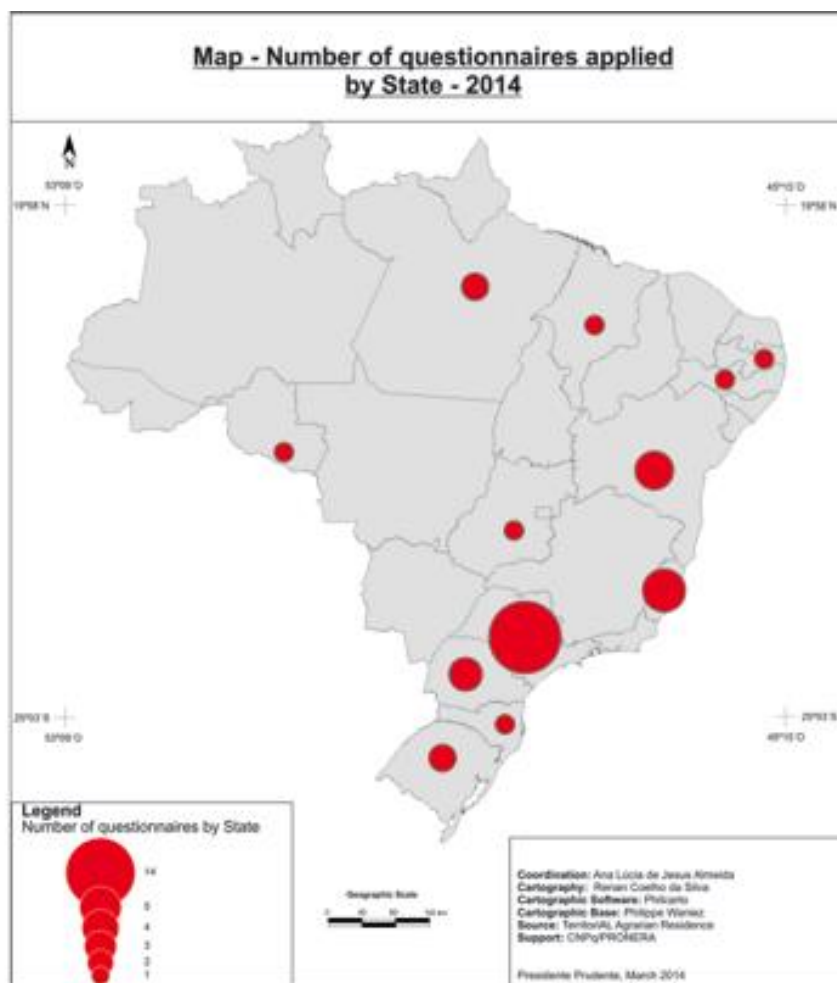 Map - Number of questionnaires applied
by State - 2014
N
Legend
Number of questionnaires by State
14
5
4
3
2
1
Geographic Scale
Coordination: Ana Lúcia de Jesus Almeida
Cartography: Renan Coelho da Silva
Cartographic Software: Philcarto
Cartographic Base: Philippe Waniez
Source: Agrarian Residence
Support: CNPq/PRONERA
Presidente Prudente, March 2014